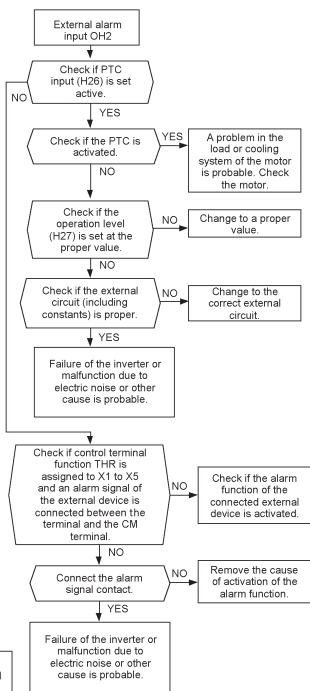 External alarm
input OH2
Check if PTC
input (H26) is set
active.
NO
YES
Check if the PTC is
activated.
YES
A problem in the
load or cooling
system of the motor
is probable. Check
the motor.
NO
Check if the
operation level
(H27) is set at the
proper value.
NO
Change to a proper
value.
NO
Check if the external
circuit (including
constants) is proper.
NO
Change to the
correct external
circuit.
YES
Failure of the inverter or
malfunction due to
electric noise or other
cause is probable.
Check if control terminal
function THR is
assigned to X1 to X5
and an alarm signal of
the external device is
connected between the
terminal and the CM
terminal.
NO
Check if the alarm
function of the
connected external
device is activated.
NO
Connect the alarm
signal contact.
NO
Remove the cause
of activation of the
alarm function.
YES
Failure of the inverter or
malfunction due to
electric noise or other
cause is probable.